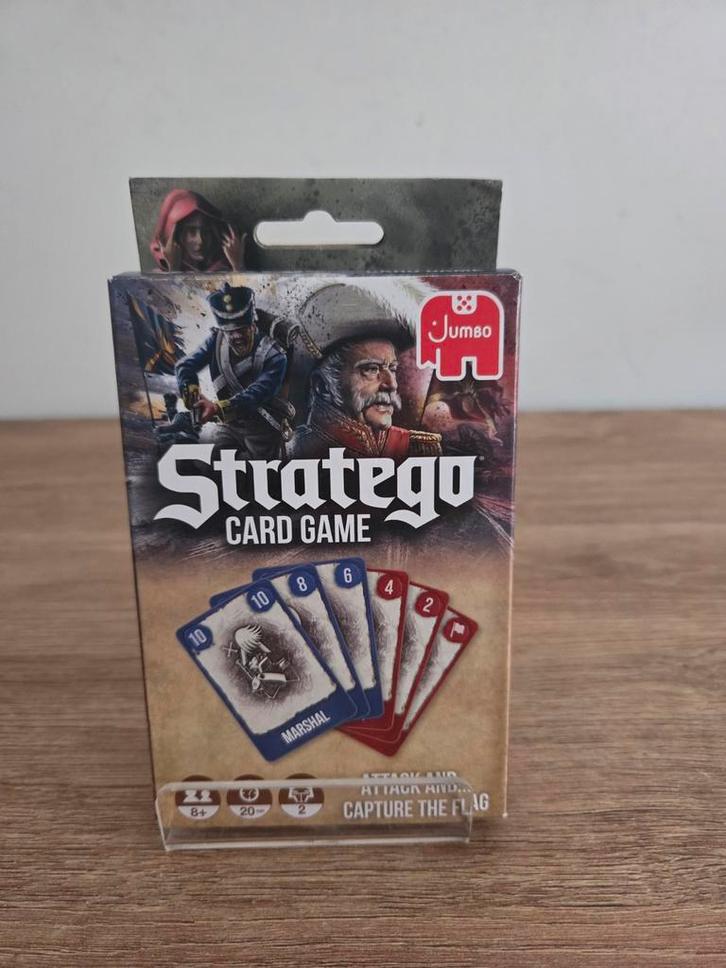 Jumbo
Stratego
CARD GAME
10
10
8
6
4
2
MARSHAL
ATTACK AND...
CAPTURE THE FLAG
8+
20
2